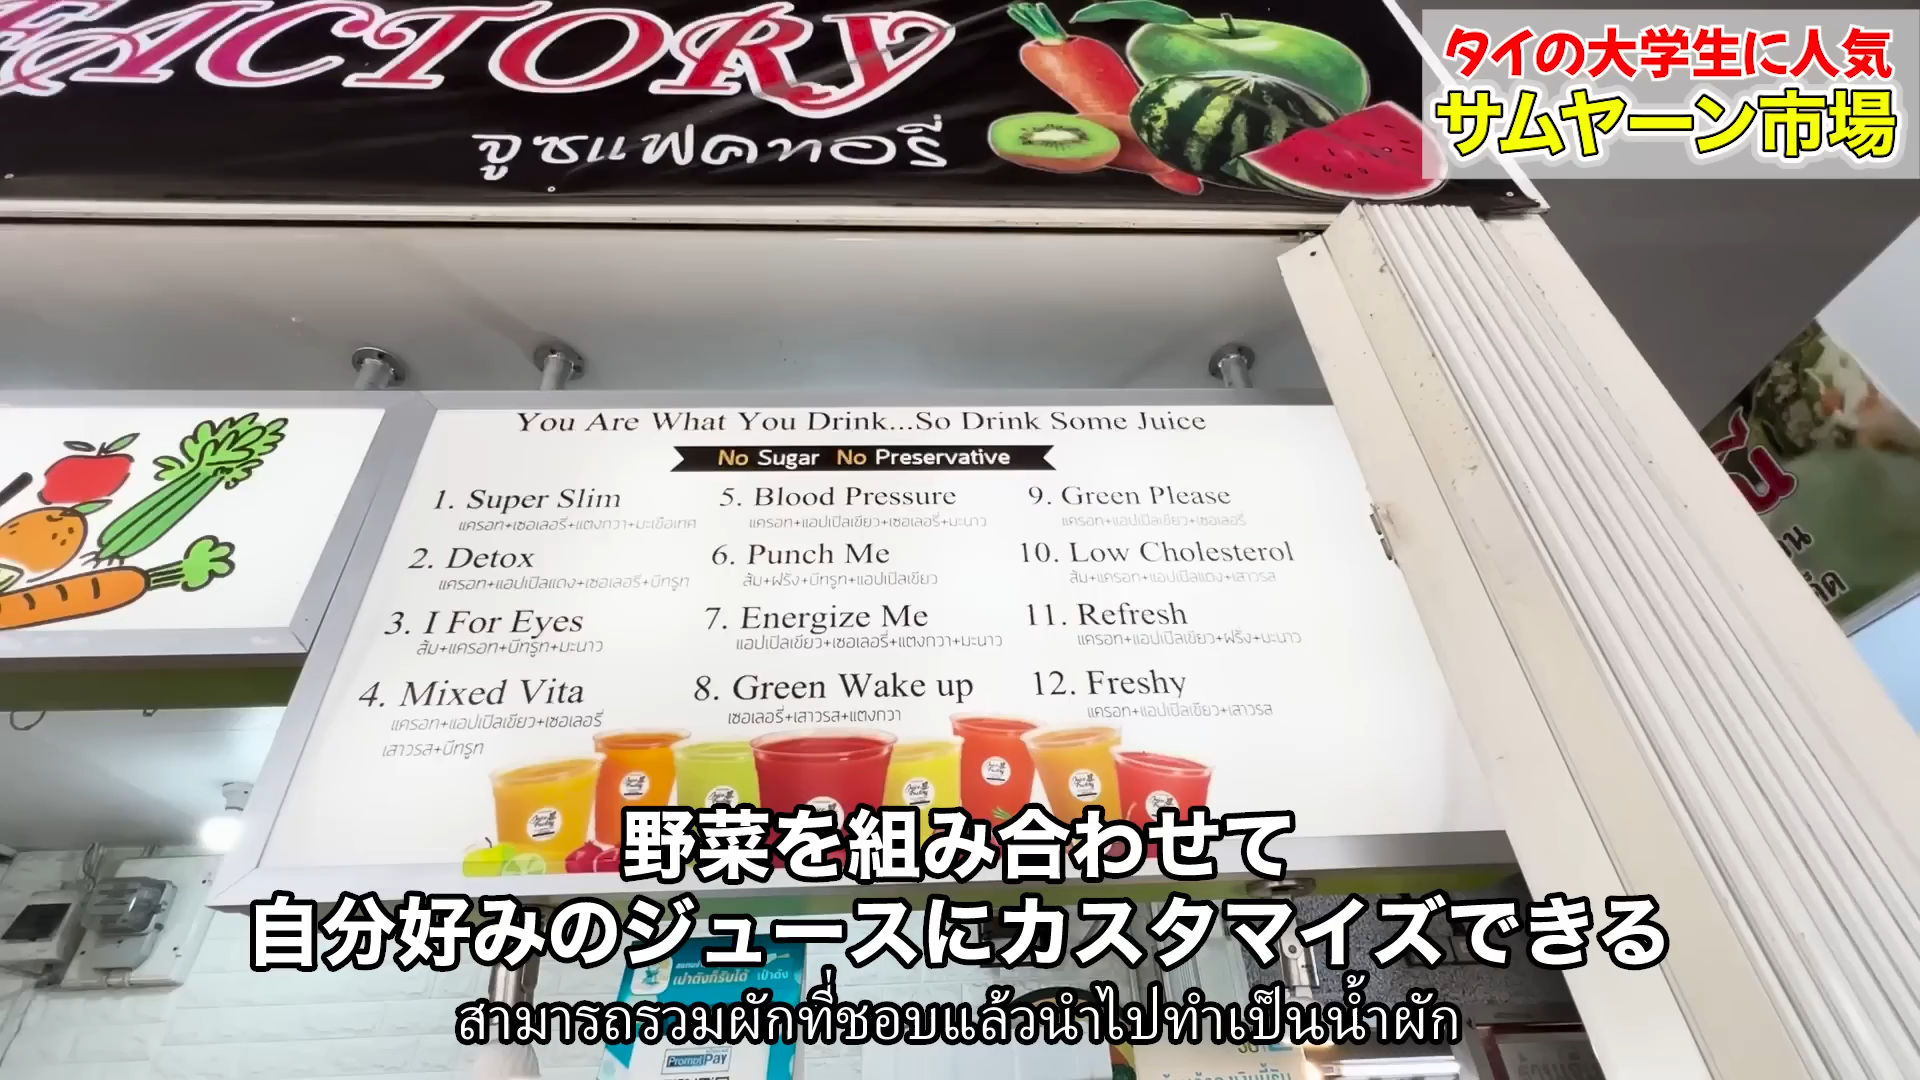 FACTORY
จูซแฟคทอรี่
タイの大学生に人気
サムヤーン市場
You Are What You Drink...So Drink Some Juice
No Sugar No Preservative
1. Super Slim
แครอท+เซอเลอรี่+แตงกวา+มะเขือเทศ
2. Detox
แครอท+แอปเปิลแดง+เซอเลอรี่+บีทรูท
3. I For Eyes
ส้ม+แครอท+บีทรูท+มะนาว
4. Mixed Vita
แครอท+แอปเปิลเขียว+เซอเลอรี่
เสาวรส+บีทรูท
5. Blood Pressure
แครอท+แอปเปิลเขียว+เซอเลอรี่+มะนาว
6. Punch Me
ส้ม+ฝรั่ง+บีทรูท+แอปเปิลเขียว
7. Energize Me
แอปเปิลเขียว+เซอเลอรี่+แตงกวา+มะนาว
8. Green Wake up
เซอเลอรี่+เสาวรส+แตงกวา
9. Green Please
แครอท+แอปเปิลเขียว+เซอเลอรี่
10. Low Cholesterol
ส้ม+แครอท+แอปเปิลแดง+เสาวรส
11. Refresh
แครอท+แอปเปิลเขียว+ฝรั่ง+มะนาว
12. Freshy
แครอท+แอปเปิลเขียว+เสาวรส
野菜を組み合わせて
自分好みのジュースにカスタマイズできる
เป๋าตังก็รับได้ เป๋าตัง
สามารถรวมผักที่ชอบแล้วนำไปทำเป็นน้ำผัก
PromptPay